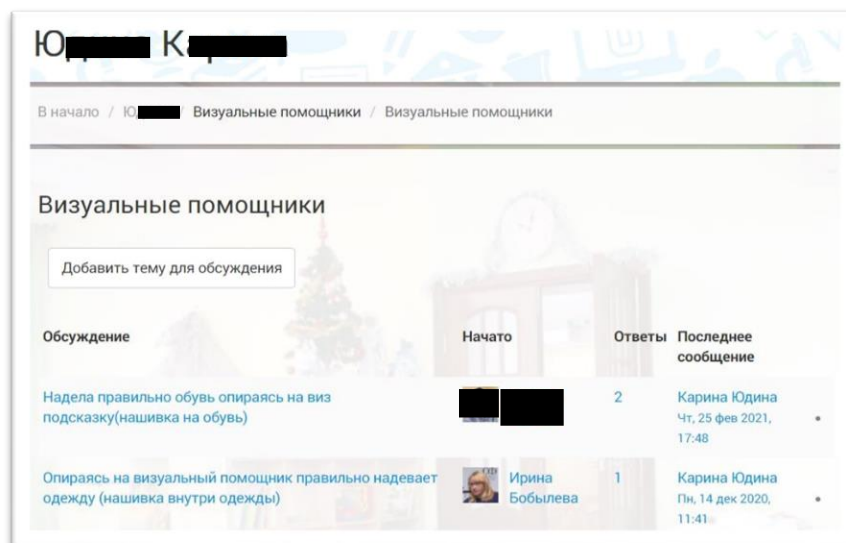 Ю К
В начало / Ю / Визуальные помощники / Визуальные помощники
Визуальные помощники
Добавить тему для обсуждения
Обсуждение Начато Ответы Последнее
сообщение
Надела правильно обувь опираясь на виз 2 Карина Юдина
подсказку(нашивка на обувь) Чт, 25 фев 2021,
17:48
Опираясь на визуальный помощник правильно надевает Ирина 1 Карина Юдина
одежду (нашивка внутри одежды) Бобылева Пн, 14 дек 2020,
11:41